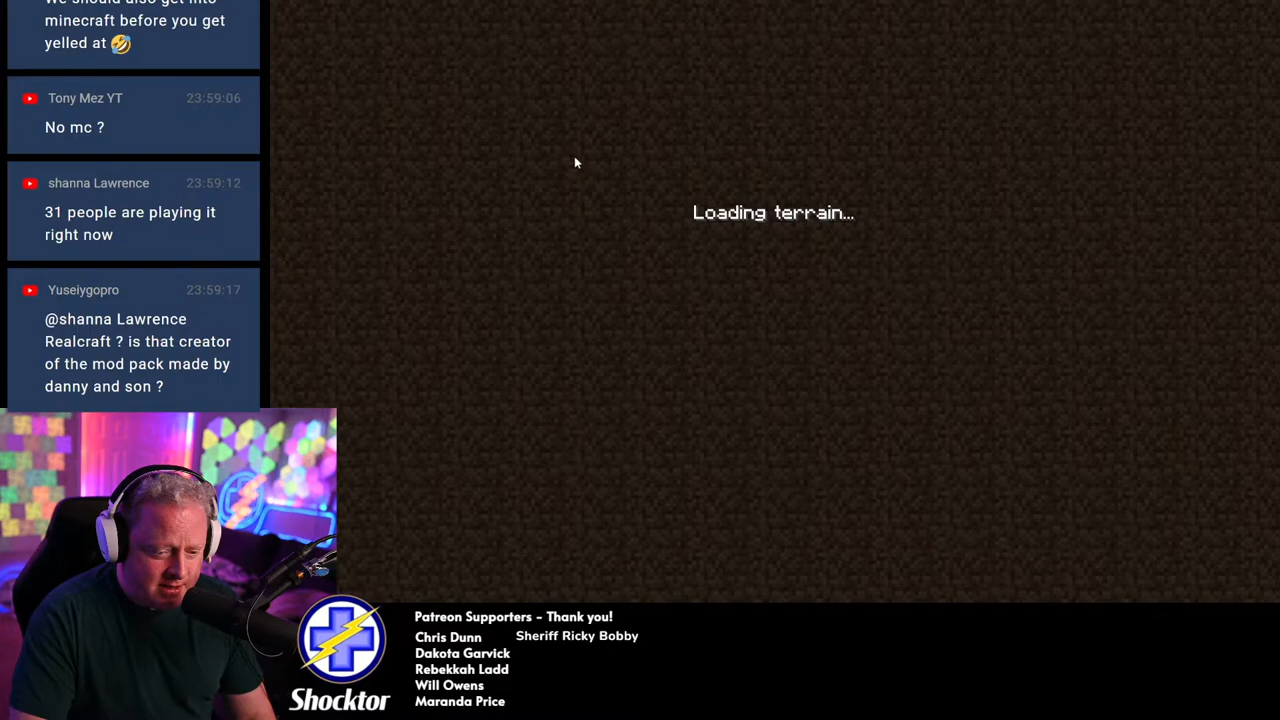 We should also get into
minecraft before you get
yelled at 🤣
Tony Mez YT 23:59:06
No mc ?
shanna Lawrence 23:59:12
31 people are playing it
right now
Yuseiygopro 23:59:17
@shanna Lawrence
Realcraft ? is that creator
of the mod pack made by
danny and son ?
Loading terrain...
Patreon Supporters - Thank you!
Chris Dunn Sheriff Ricky Bobby
Dakota Garvick
Rebekkah Ladd
Will Owens
Maranda Price
Shocktor